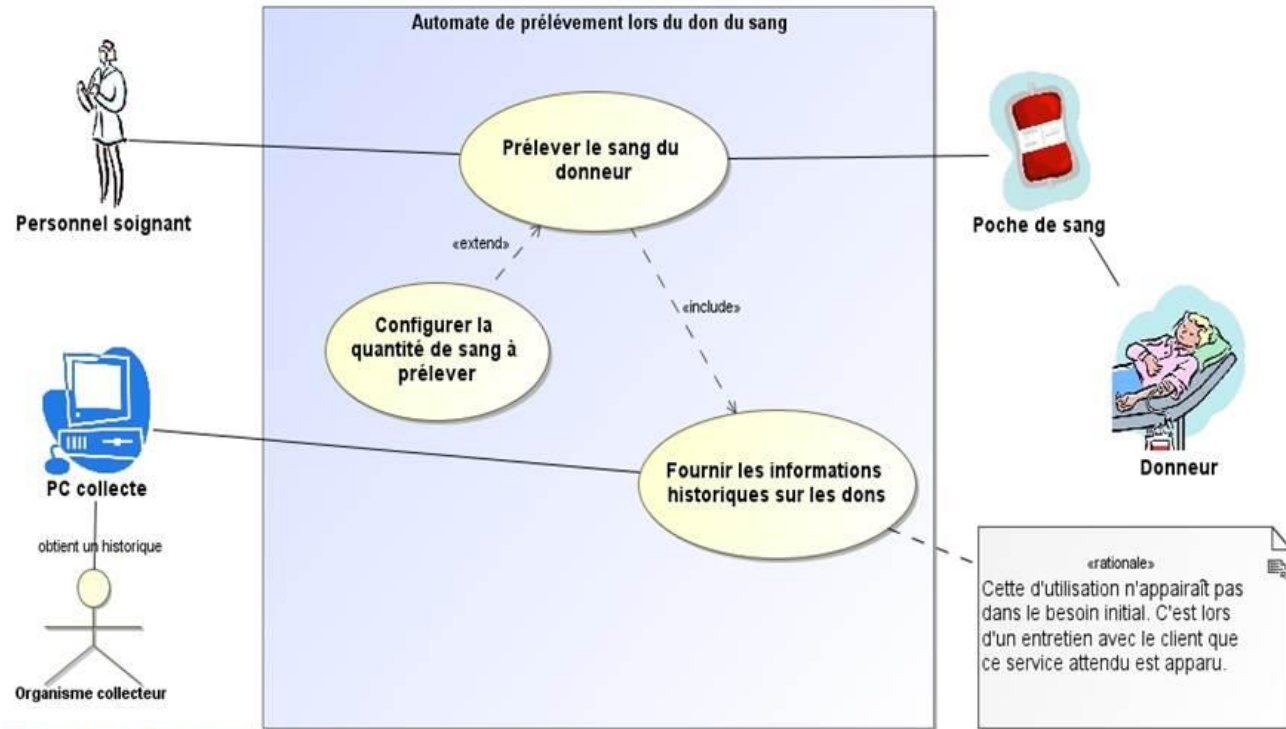 Automate de prélévement lors du don du sang
Prélever le sang du
donneur
Personnel soignant
Poche de sang
«extend»
«include»
Configurer la
quantité de sang à
prélever
PC collecte
Fournir les informations
historiques sur les dons
Donneur
obtient un historique
Organisme collecteur
«rationale»
Cette d'utilisation n'appairaît pas
dans le besoin initial. C'est lors
d'un entretien avec le client que
ce service attendu est apparu.